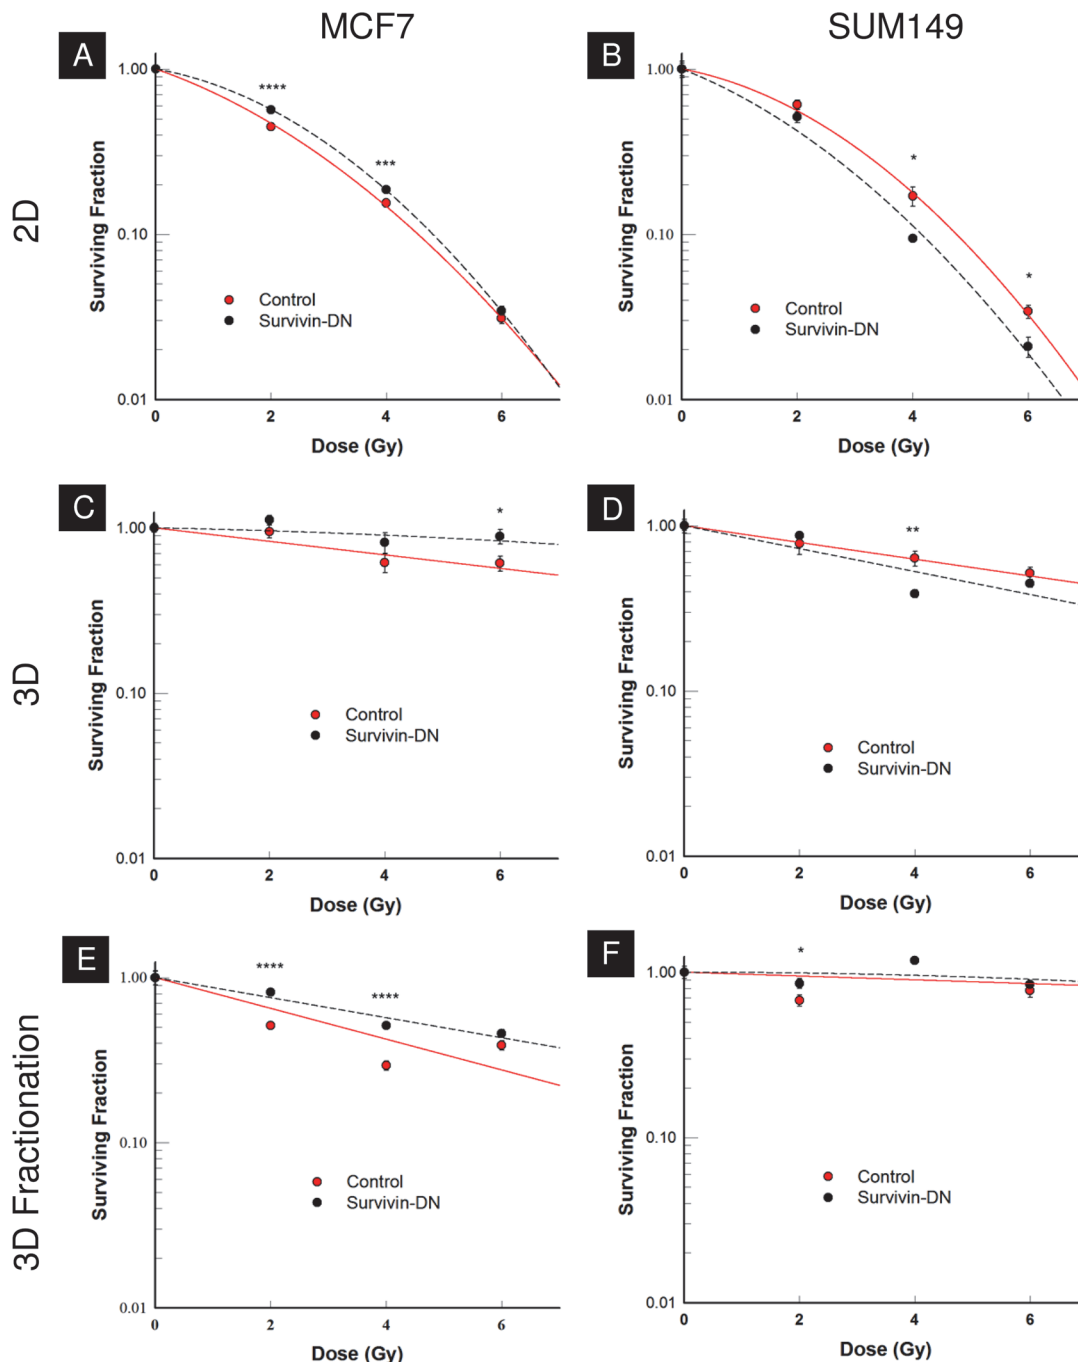 MCF7
SUM149
2D
3D
3D Fractionation
A
1.00
0.10
0.01
Surviving Fraction
****
***
Control
Survivin-DN
0 2 4 6
Dose (Gy)
B
1.00
0.10
0.01
Surviving Fraction
*
*
Control
Survivin-DN
0 2 4 6
Dose (Gy)
C
1.00
0.10
0.01
Surviving Fraction
*
Control
Survivin-DN
0 2 4 6
Dose (Gy)
D
1.00
0.10
0.01
Surviving Fraction
**
Control
Survivin-DN
0 2 4 6
Dose (Gy)
E
1.00
0.10
0.01
Surviving Fraction
****
****
Control
Survivin-DN
0 2 4 6
Dose (Gy)
F
1.00
0.10
0.01
Surviving Fraction
*
Control
Survivin-DN
0 2 4 6
Dose (Gy)